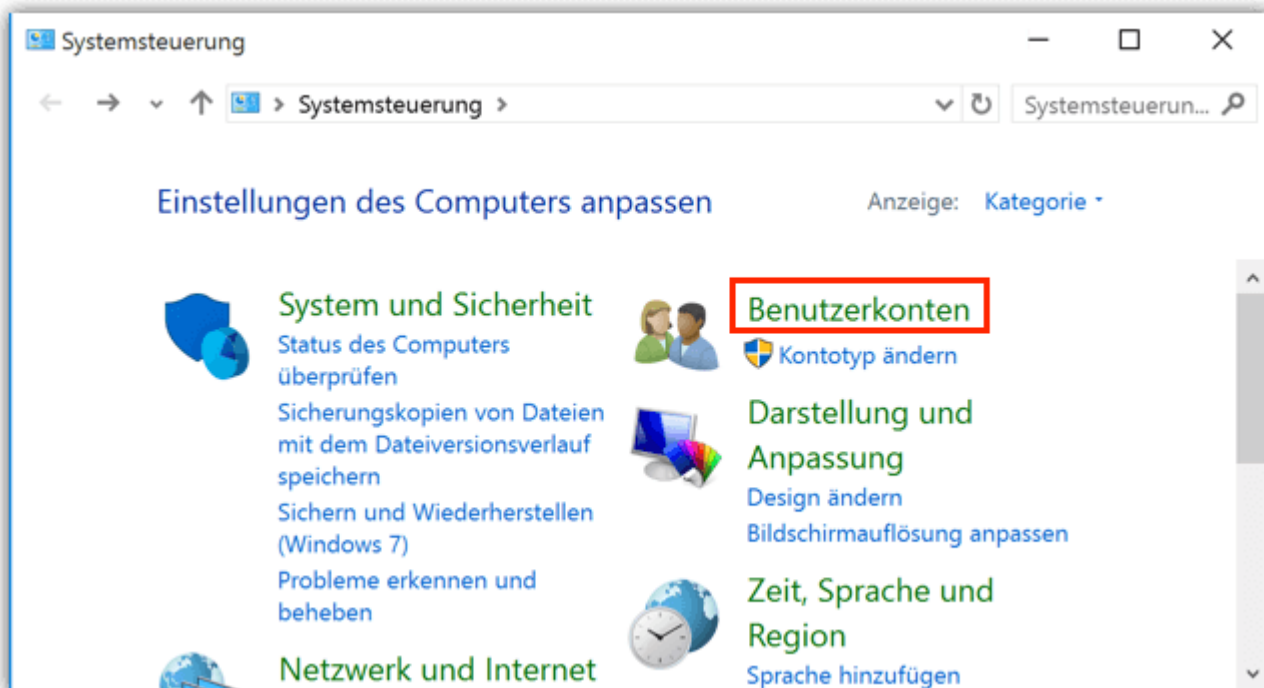 Systemsteuerung
Systemsteuerung
Systemsteuerun...
Einstellungen des Computers anpassen
Anzeige: Kategorie
System und Sicherheit
Status des Computers
überprüfen
Sicherungskopien von Dateien
mit dem Dateiversionsverlauf
speichern
Sichern und Wiederherstellen
(Windows 7)
Probleme erkennen und
beheben
Netzwerk und Internet
Benutzerkonten
Kontotyp ändern
Darstellung und
Anpassung
Design ändern
Bildschirmauflösung anpassen
Zeit, Sprache und
Region
Sprache hinzufügen